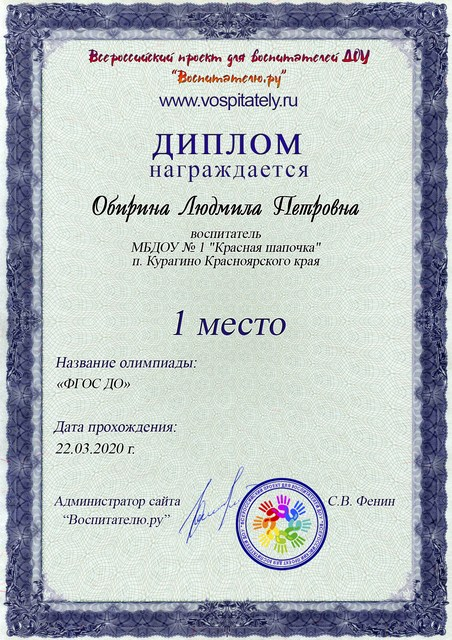 Всероссийский проект для воспитателей ДОУ
"Воспитателю.ру"
www.vospitately.ru
ДИПЛОМ
награждается
Обирина Людмила Петровна
воспитатель
МБДОУ № 1 "Красная шапочка"
п. Курагино Красноярского края
1 место
Название олимпиады:
«ФГОС ДО»
Дата прохождения:
22.03.2020 г.
Администратор сайта
"Воспитателю.ру"
С.В. Фенин